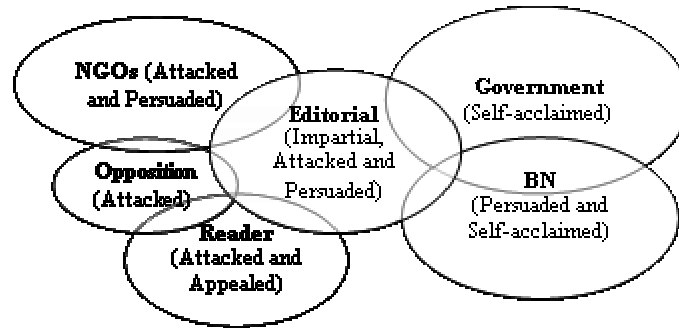 NGOs (Attacked
and Persuaded)
Opposition
(Attacked)
Reader
(Attacked and
Appealed)
Editorial
(Impartial,
Attacked and
Persuaded)
Government
(Self-acclaimed)
BN
(Persuaded and
Self-acclaimed)